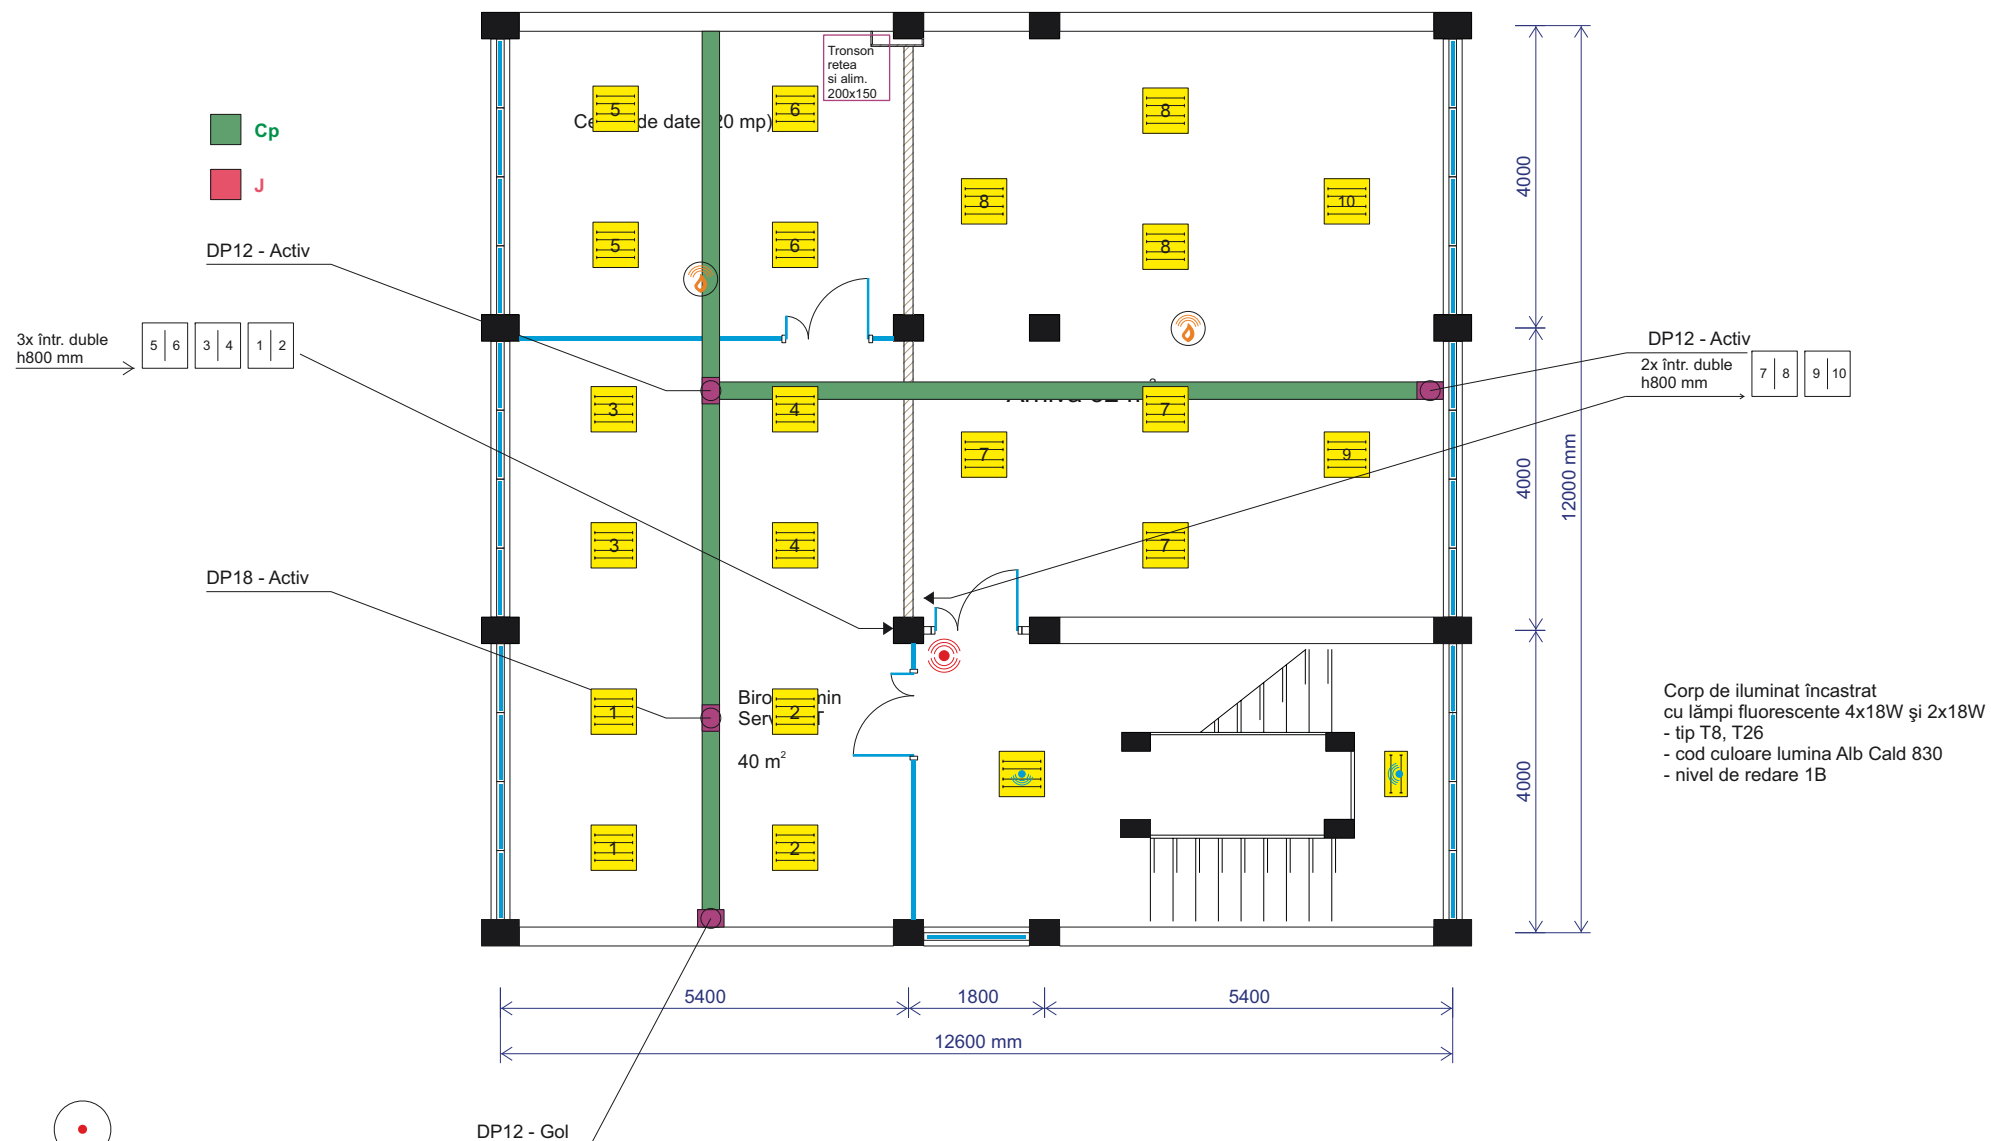 Tronson
retea
si alim.
200x150
5
6
8
Cp
de date
20 mp)
J
4000
8
10
5
6
8
DP12 - Activ
3x într. duble
h800 mm
5 | 6
3 | 4
1 | 2
DP12 - Activ
2x într. duble
h800 mm
7 | 8
9 | 10
3
4
7
7
9
4000
12000 mm
3
4
7
DP18 - Activ
1
2
40 m²
Corp de iluminat încastrat
cu lămpi fluorescente 4x18W şi 2x18W
- tip T8, T26
- cod culoare lumina Alb Cald 830
- nivel de redare 1B
4000
1
2
5400
1800
5400
12600 mm
DP12 - Gol